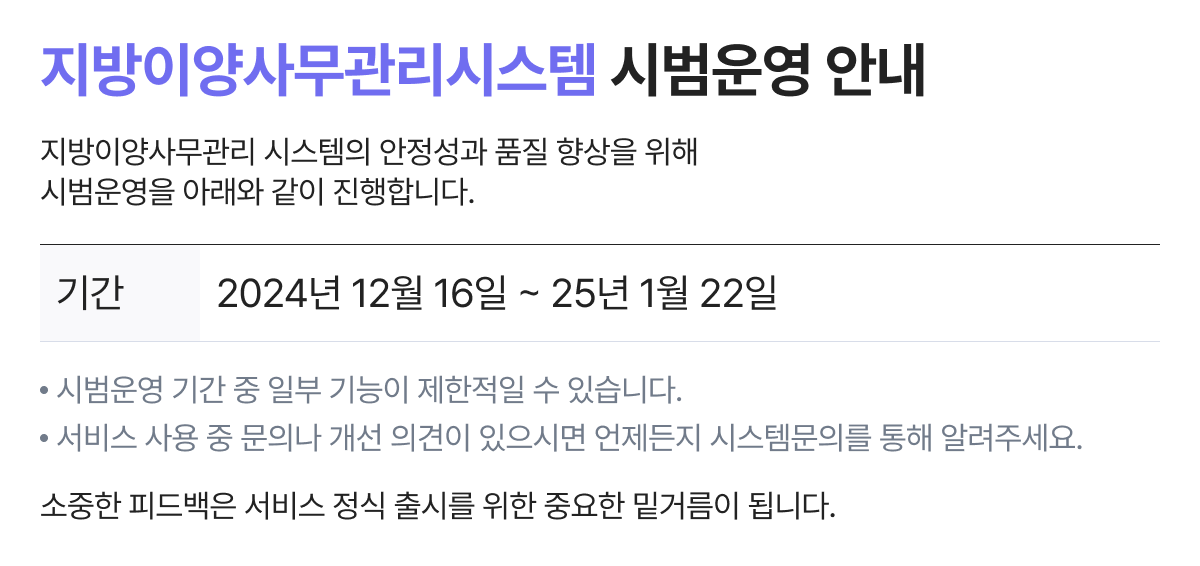 지방이양사무관리시스템 시범운영 안내
지방이양사무관리 시스템의 안정성과 품질 향상을 위해
시범운영을 아래와 같이 진행합니다.
기간 2024년 12월 16일 ~ 25년 1월 22일
• 시범운영 기간 중 일부 기능이 제한적일 수 있습니다.
• 서비스 사용 중 문의나 개선 의견이 있으시면 언제든지 시스템문의를 통해 알려주세요.
소중한 피드백은 서비스 정식 출시를 위한 중요한 밑거름이 됩니다.